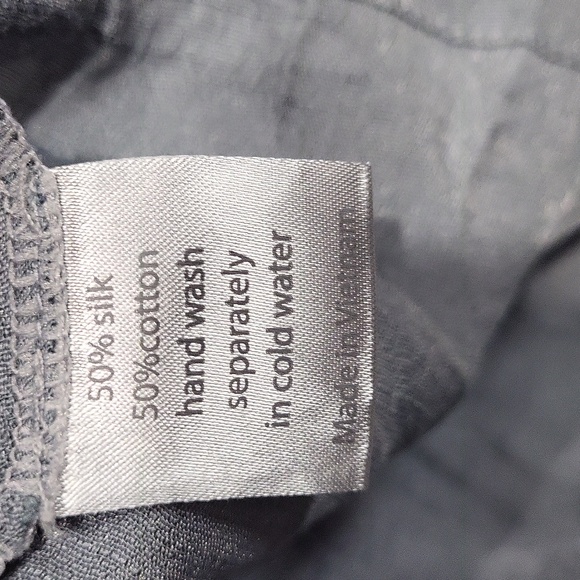 50% silk
50%cotton
hand wash
separately
in cold water
Made in Vietnam